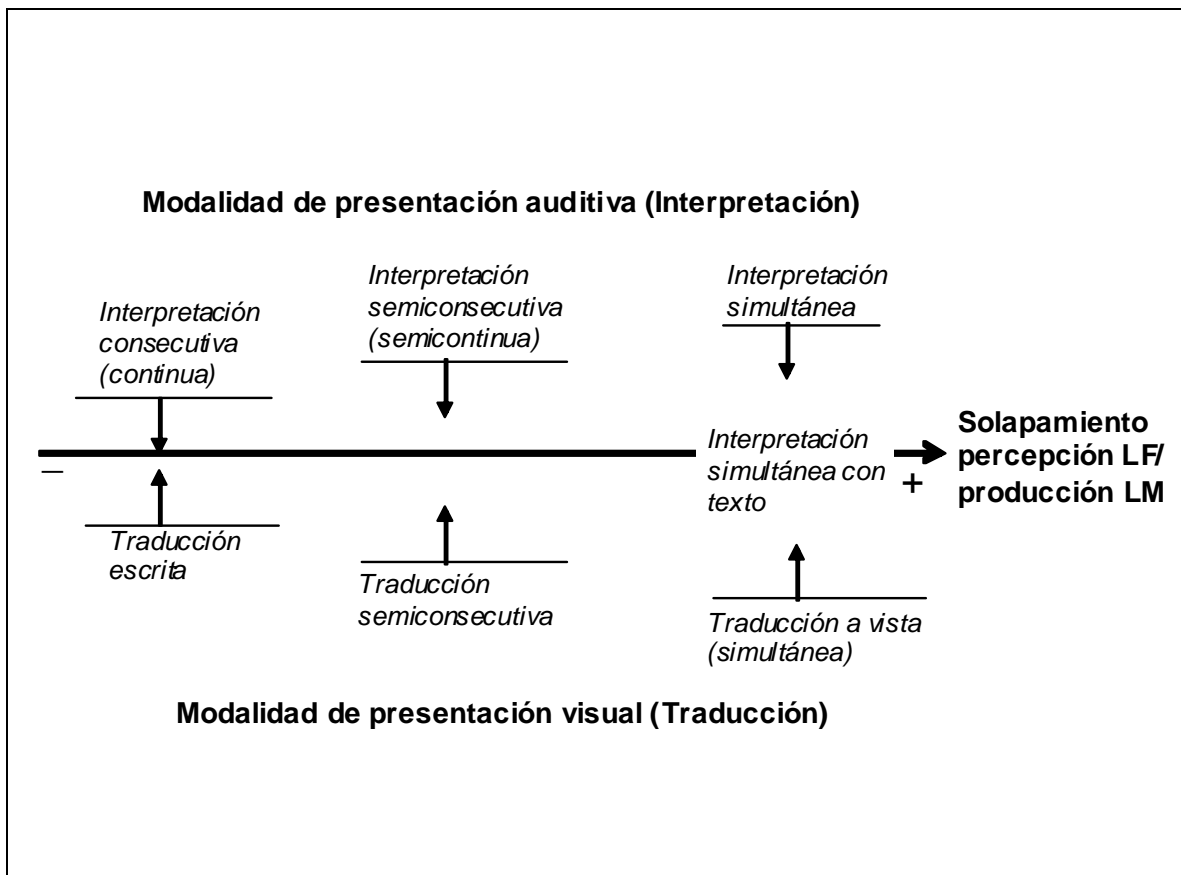 Modalidad de presentación auditiva (Interpretación)
Interpretación
consecutiva
(continua)
Interpretación
semiconsecutiva
(semicontinua)
Interpretación
simultánea
–
Interpretación
simultánea con
texto
+
Solapamiento
percepción LF/
producción LM
Traducción
escrita
Traducción
semiconsecutiva
Traducción a vista
(simultánea)
Modalidad de presentación visual (Traducción)